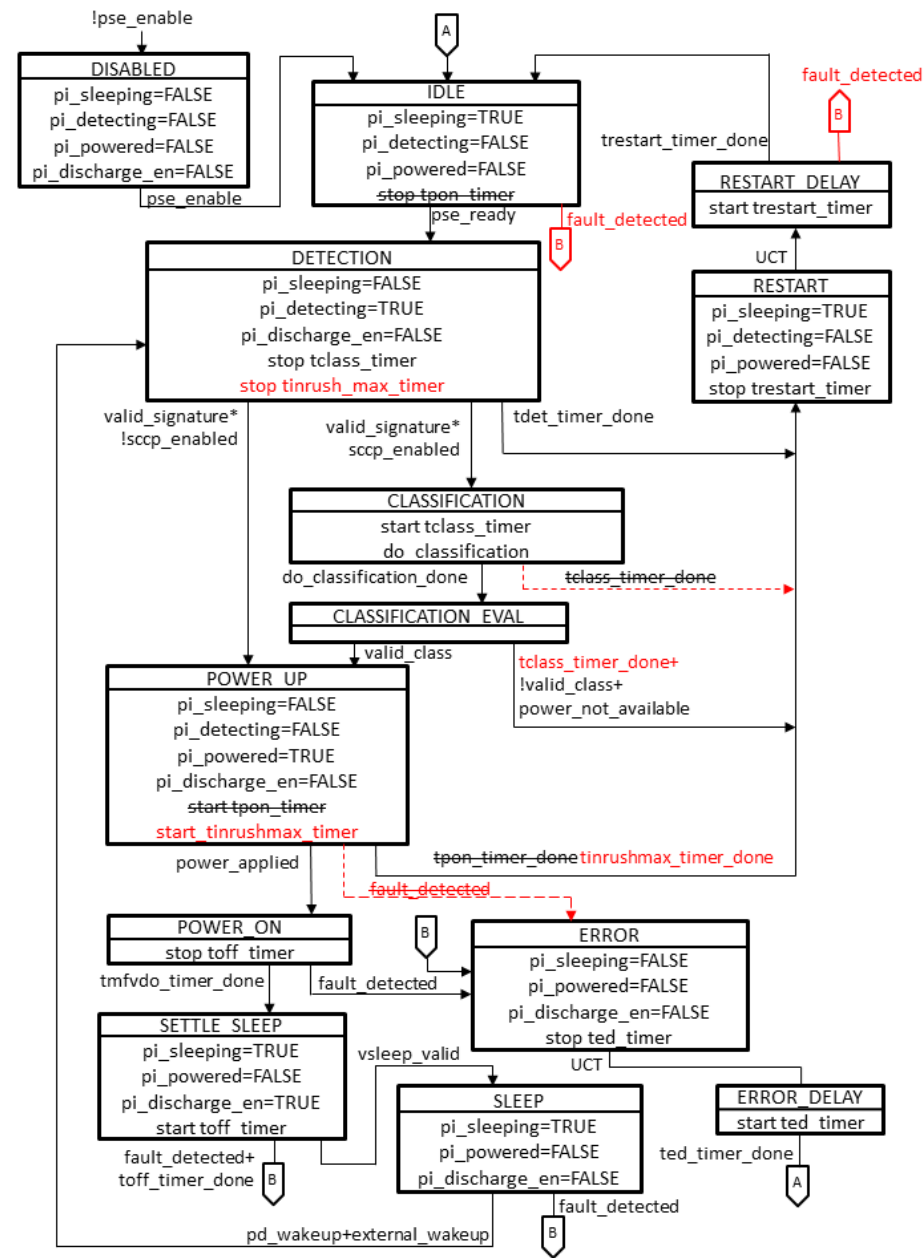 !pse_enable
A
DISABLED
pi_sleeping=FALSE
pi_detecting=FALSE
pi_powered=FALSE
pi_discharge_en=FALSE
pse_enable
IDLE
pi_sleeping=TRUE
pi_detecting=FALSE
pi_powered=FALSE
stop tpon_timer
pse_ready
fault_detected
B
fault_detected
B
trestart_timer_done
RESTART_DELAY
start trestart_timer
UCT
RESTART
pi_sleeping=TRUE
pi_detecting=FALSE
pi_powered=FALSE
stop trestart_timer
DETECTION
pi_sleeping=FALSE
pi_detecting=TRUE
pi_discharge_en=FALSE
stop tclass_timer
stop tinrush_max_timer
valid_signature*
!sccp_enabled
valid_signature*
sccp_enabled
tdet_timer_done
CLASSIFICATION
start tclass_timer
do_classification
do_classification_done
tclass_timer_done
CLASSIFICATION_EVAL
valid_class
tclass_timer_done+
!valid_class+
power_not_available
POWER_UP
pi_sleeping=FALSE
pi_detecting=FALSE
pi_powered=TRUE
pi_discharge_en=FALSE
start tpon_timer
start_tinrushmax_timer
power_applied
tpon_timer_done tinrushmax_timer_done
fault_detected
POWER_ON
stop toff_timer
tmfvdo_timer_done
fault_detected
B
ERROR
pi_sleeping=FALSE
pi_powered=FALSE
pi_discharge_en=FALSE
stop ted_timer
UCT
SETTLE_SLEEP
pi_sleeping=TRUE
pi_powered=FALSE
pi_discharge_en=TRUE
start toff_timer
vsleep_valid
fault_detected+
toff_timer_done
B
SLEEP
pi_sleeping=TRUE
pi_powered=FALSE
pi_discharge_en=FALSE
fault_detected
B
pd_wakeup+external_wakeup
ERROR_DELAY
start ted_timer
ted_timer_done
A